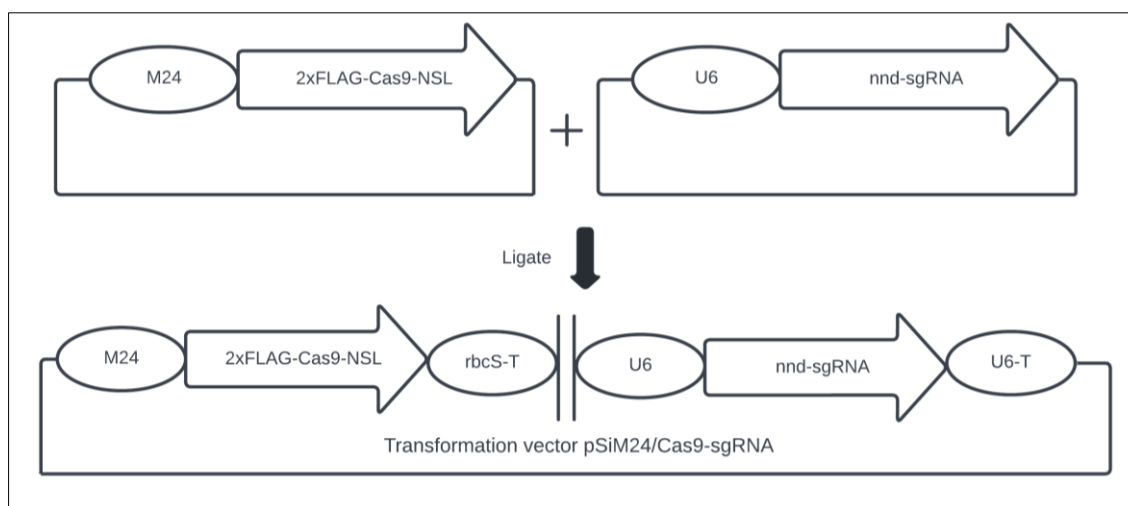 M24
2xFLAG-Cas9-NSL
U6
nnd-sgRNA
Ligate
M24
2xFLAG-Cas9-NSL
rbcS-T
U6
nnd-sgRNA
U6-T
Transformation vector pSiM24/Cas9-sgRNA